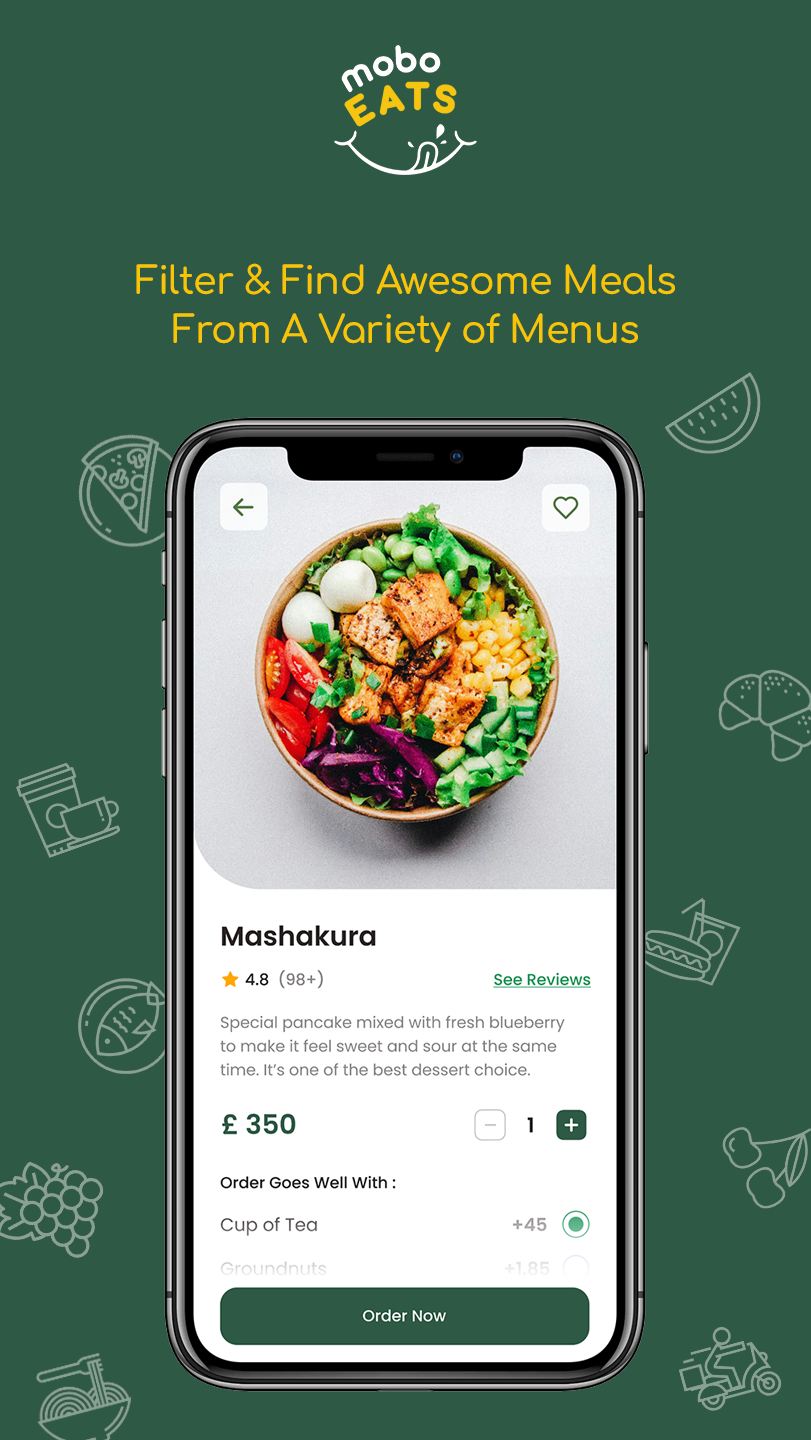 mobo
EATS
Filter & Find Awesome Meals
From A Variety of Menus
Mashakura
4.8 (98+) See Reviews
Special pancake mixed with fresh blueberry
to make it feel sweet and sour at the same
time. It's one of the best dessert choice.
£ 350 1
Order Goes Well With :
Cup of Tea +45
Groundnuts +1.85
Order Now